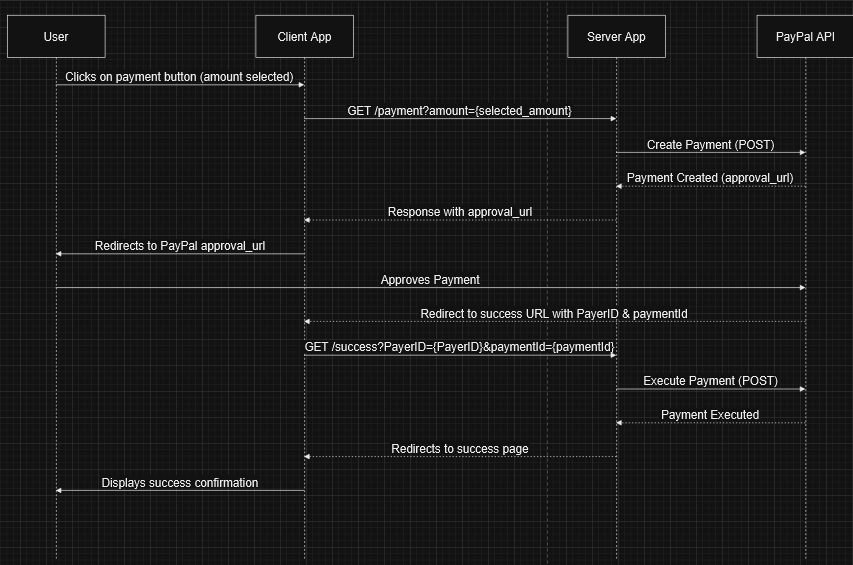 User
Client App
Server App
PayPal API
Clicks on payment button (amount selected)
GET /payment?amount={selected_amount}
Create Payment (POST)
Payment Created (approval_url)
Response with approval_url
Redirects to PayPal approval_url
Approves Payment
Redirect to success URL with PayerID & paymentId
GET /success?PayerID={PayerID}&paymentId={paymentId}
Execute Payment (POST)
Payment Executed
Redirects to success page
Displays success confirmation